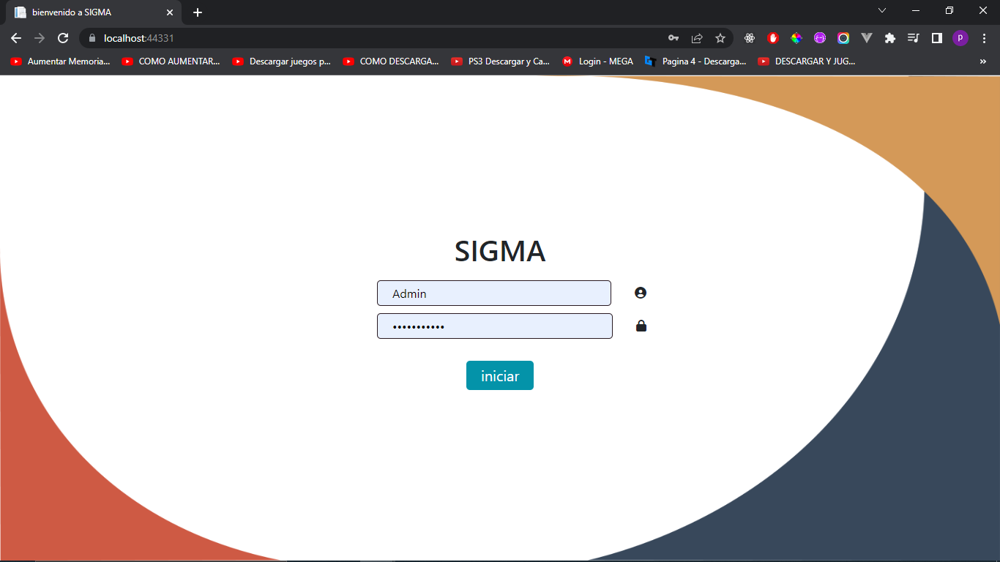 bienvenido a SIGMA
localhost:44331
P
Aumentar Memoria...
COMO AUMENTAR...
Descargar juegos p...
COMO DESCARGA...
PS3 Descargar y Ca...
Login - MEGA
Pagina 4 - Descarga...
DESCARGAR Y JUG...
»
SIGMA
Admin
•••••••••••
iniciar